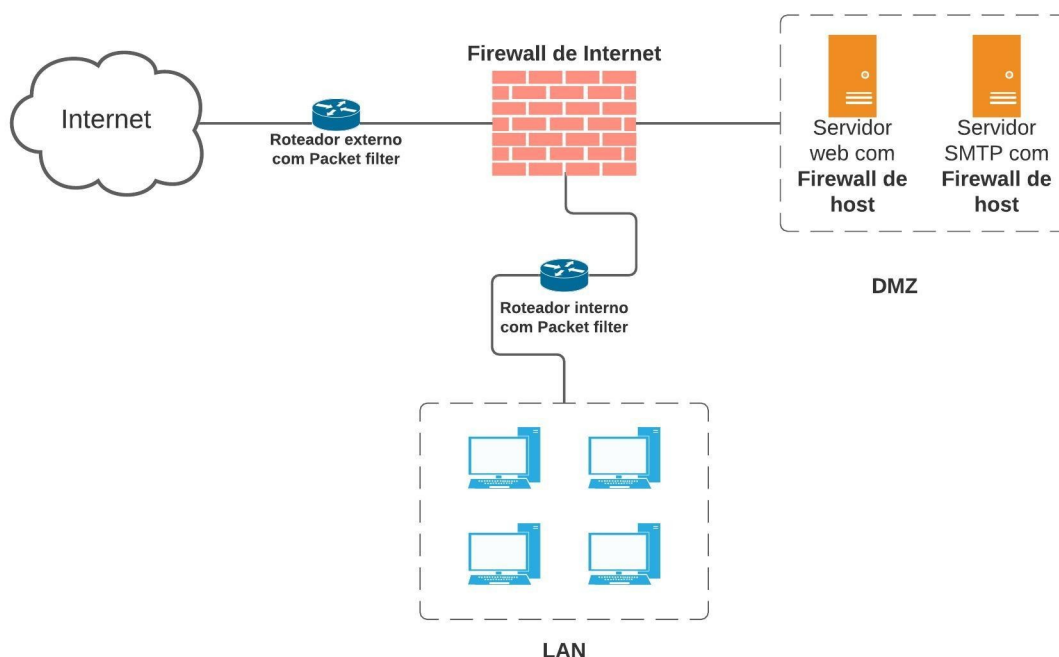 Firewall de Internet
Internet
Roteador externo
com Packet filter
Servidor
web com
Firewall de
host
Servidor
SMTP com
Firewall de
host
DMZ
Roteador interno
com Packet filter
LAN